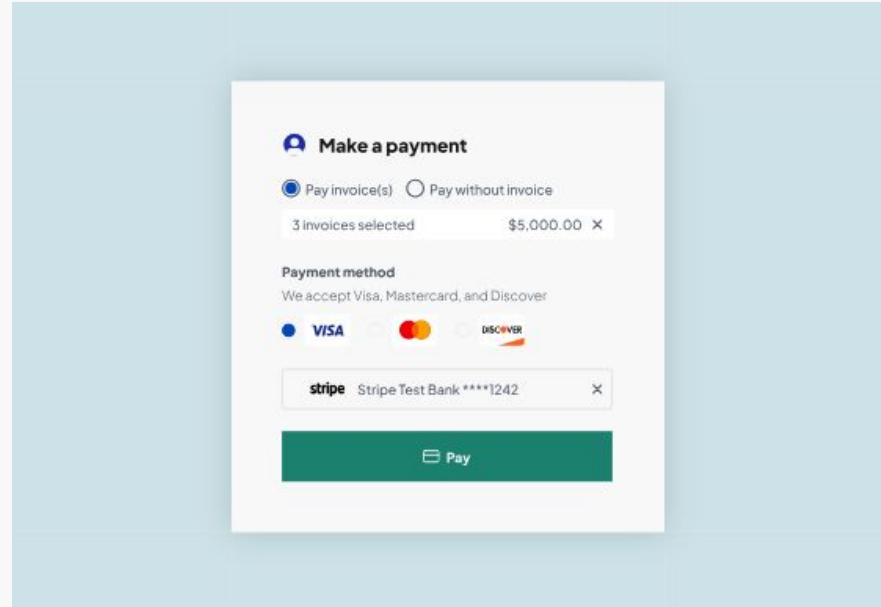 Make a payment
Pay invoice(s) Pay without invoice
3 invoices selected $5,000.00 ×
Payment method
We accept Visa, Mastercard, and Discover
VISA DISCOVER
stripe Stripe Test Bank ****1242 ×
Pay